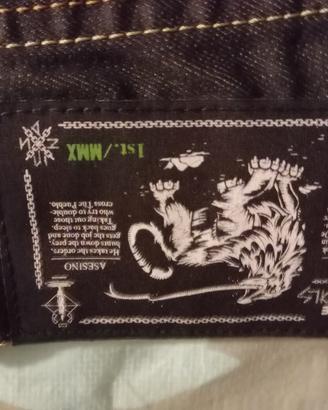 1st./MMX
ASESINO
He takes the orders,
hunts down the prey,
gets the job done and
goes back to sleep.
Taking out those
who try to double-
cross The Pueblo.